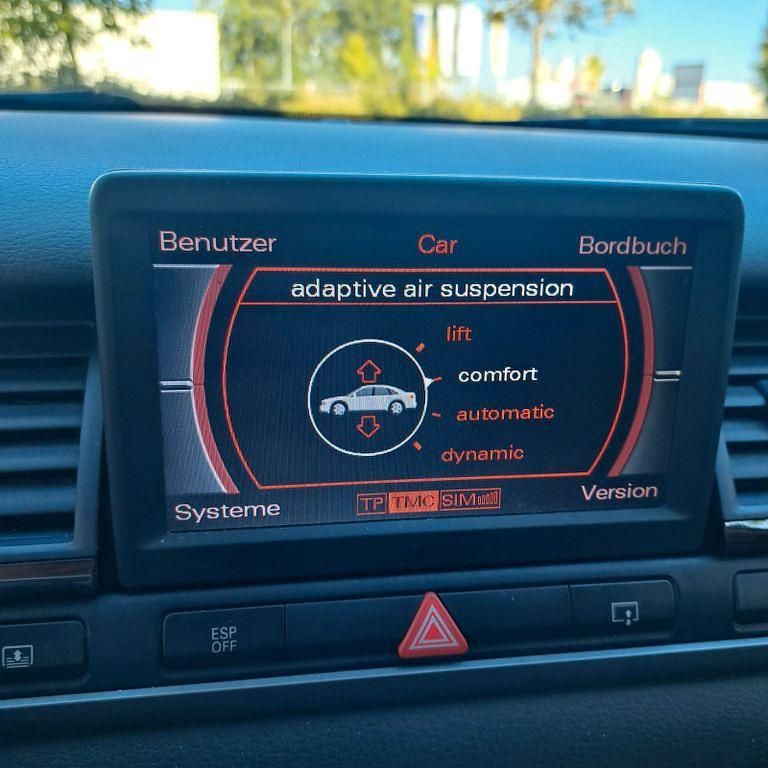 Benutzer Car Bordbuch
adaptive air suspension
lift
comfort
automatic
dynamic
Systeme TP TMC SIM Version
ESP
OFF